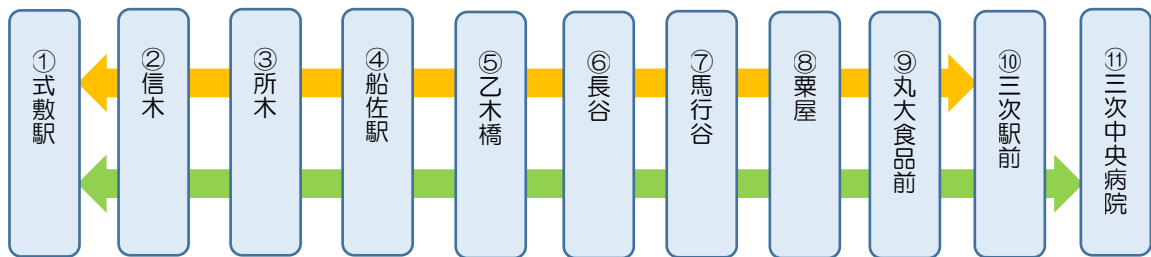 ①式敷駅
②信木
③所木
④船佐駅
⑤乙木橋
⑥長谷
⑦馬行谷
⑧粟屋
⑨丸大食品前
⑩三次駅前
⑪三次中央病院